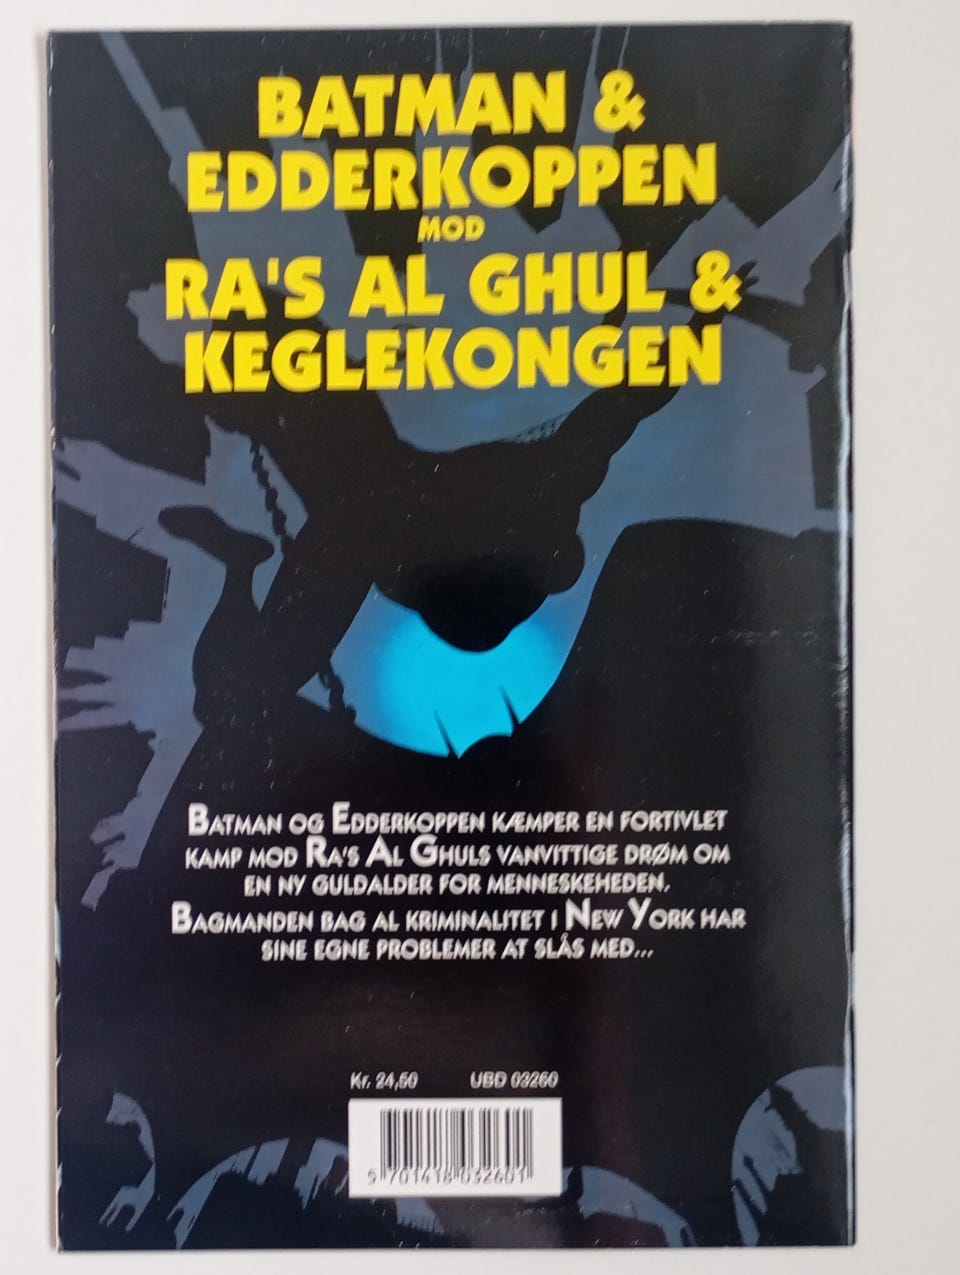 BATMAN &
EDDERKOPPEN
MOD
RA'S AL GHUL &
KEGLEKONGEN
BATMAN OG EDDERKOPPEN KÆMPER EN FORTIVLET
KAMP MOD RA'S AL GHULS VANVITTIGE DRØM OM
EN NY GULDALDER FOR MENNESKEHEDEN.
BAGMANDEN BAG AL KRIMINALITET I NEW YORK HAR
SINE EGNE PROBLEMER AT SLÅS MED...
Kr. 24,50 UBD 03260
5 701418 032601